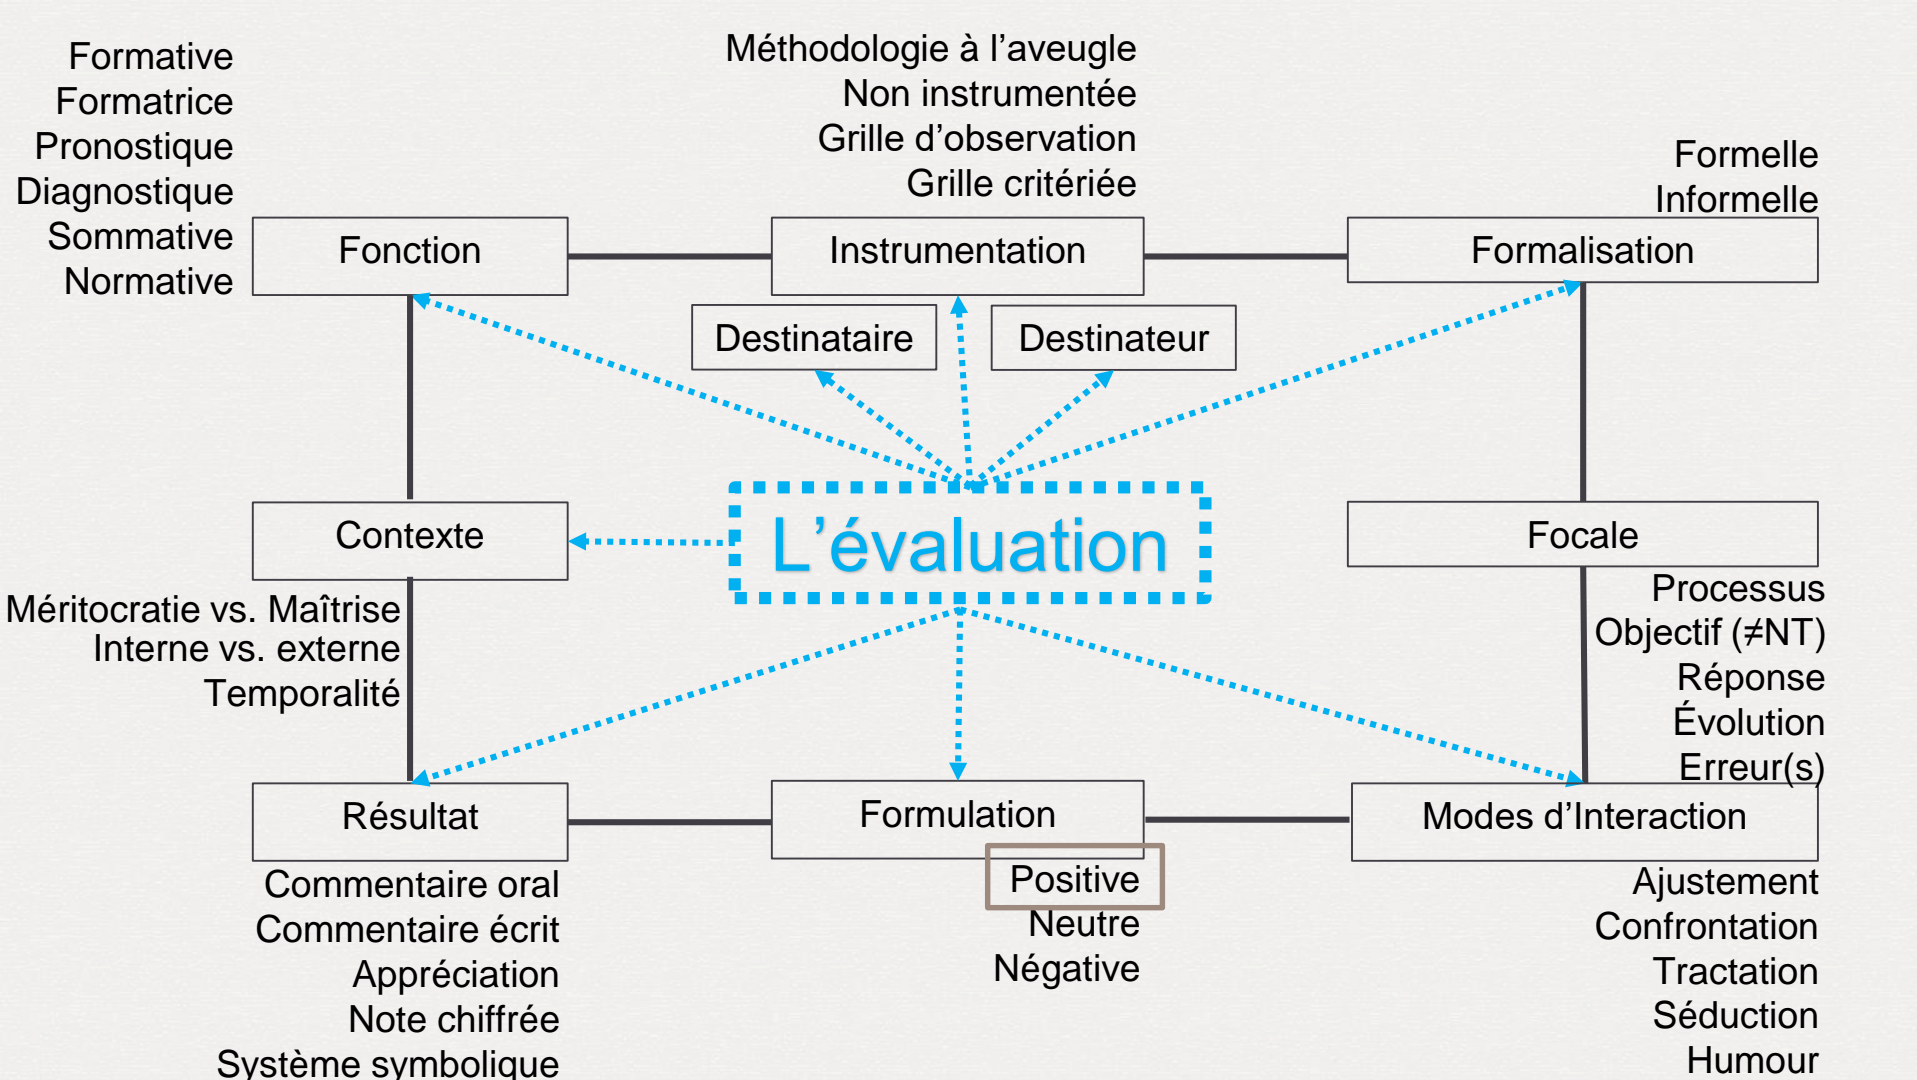 Formative
Formatrice
Pronostique
Diagnostique
Sommative
Normative
Fonction
Méthodologie à l’aveugle
Non instrumentée
Grille d’observation
Grille critériée
Instrumentation
Formelle
Informelle
Formalisation
Destinataire
Destinateur
Contexte
Méritocratie vs. Maîtrise
Interne vs. externe
Temporalité
L’évaluation
Focale
Processus
Objectif (≠NT)
Réponse
Évolution
Erreur(s)
Résultat
Commentaire oral
Commentaire écrit
Appréciation
Note chiffrée
Système symbolique
Formulation
Positive
Neutre
Négative
Modes d’Interaction
Ajustement
Confrontation
Tractation
Séduction
Humour